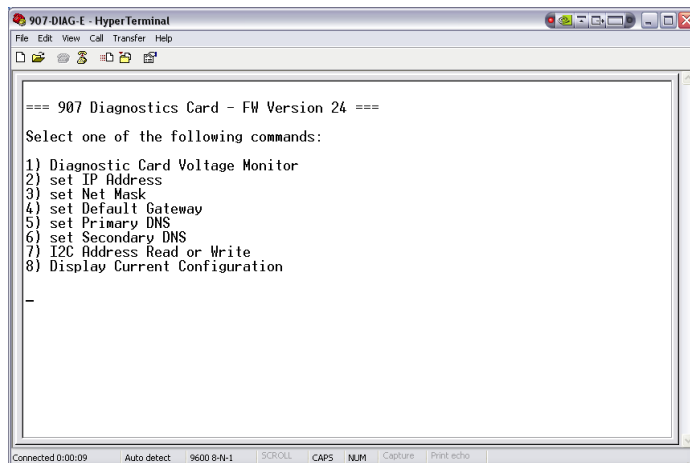 907-DIAG-E - HyperTerminal
File Edit View Call Transfer Help
=== 907 Diagnostics Card - FW Version 24 ===
Select one of the following commands:
1) Diagnostic Card Voltage Monitor
2) set IP Address
3) set Net Mask
4) set Default Gateway
5) set Primary DNS
6) set Secondary DNS
7) I2C Address Read or Write
8) Display Current Configuration
_
Connected 0:00:09 Auto detect 9600 8-N-1 SCROLL CAPS NUM Capture Print echo